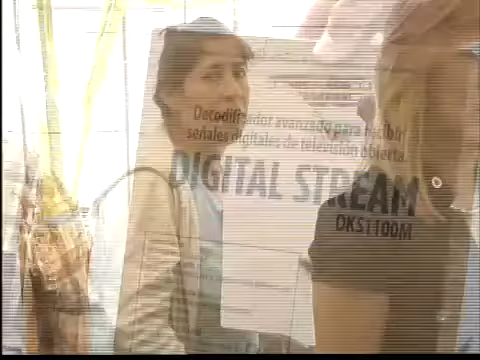 Decodificador avanzado para recibir
señales digitales de televisión abierta.
DIGITAL STREAM
DKS1100M